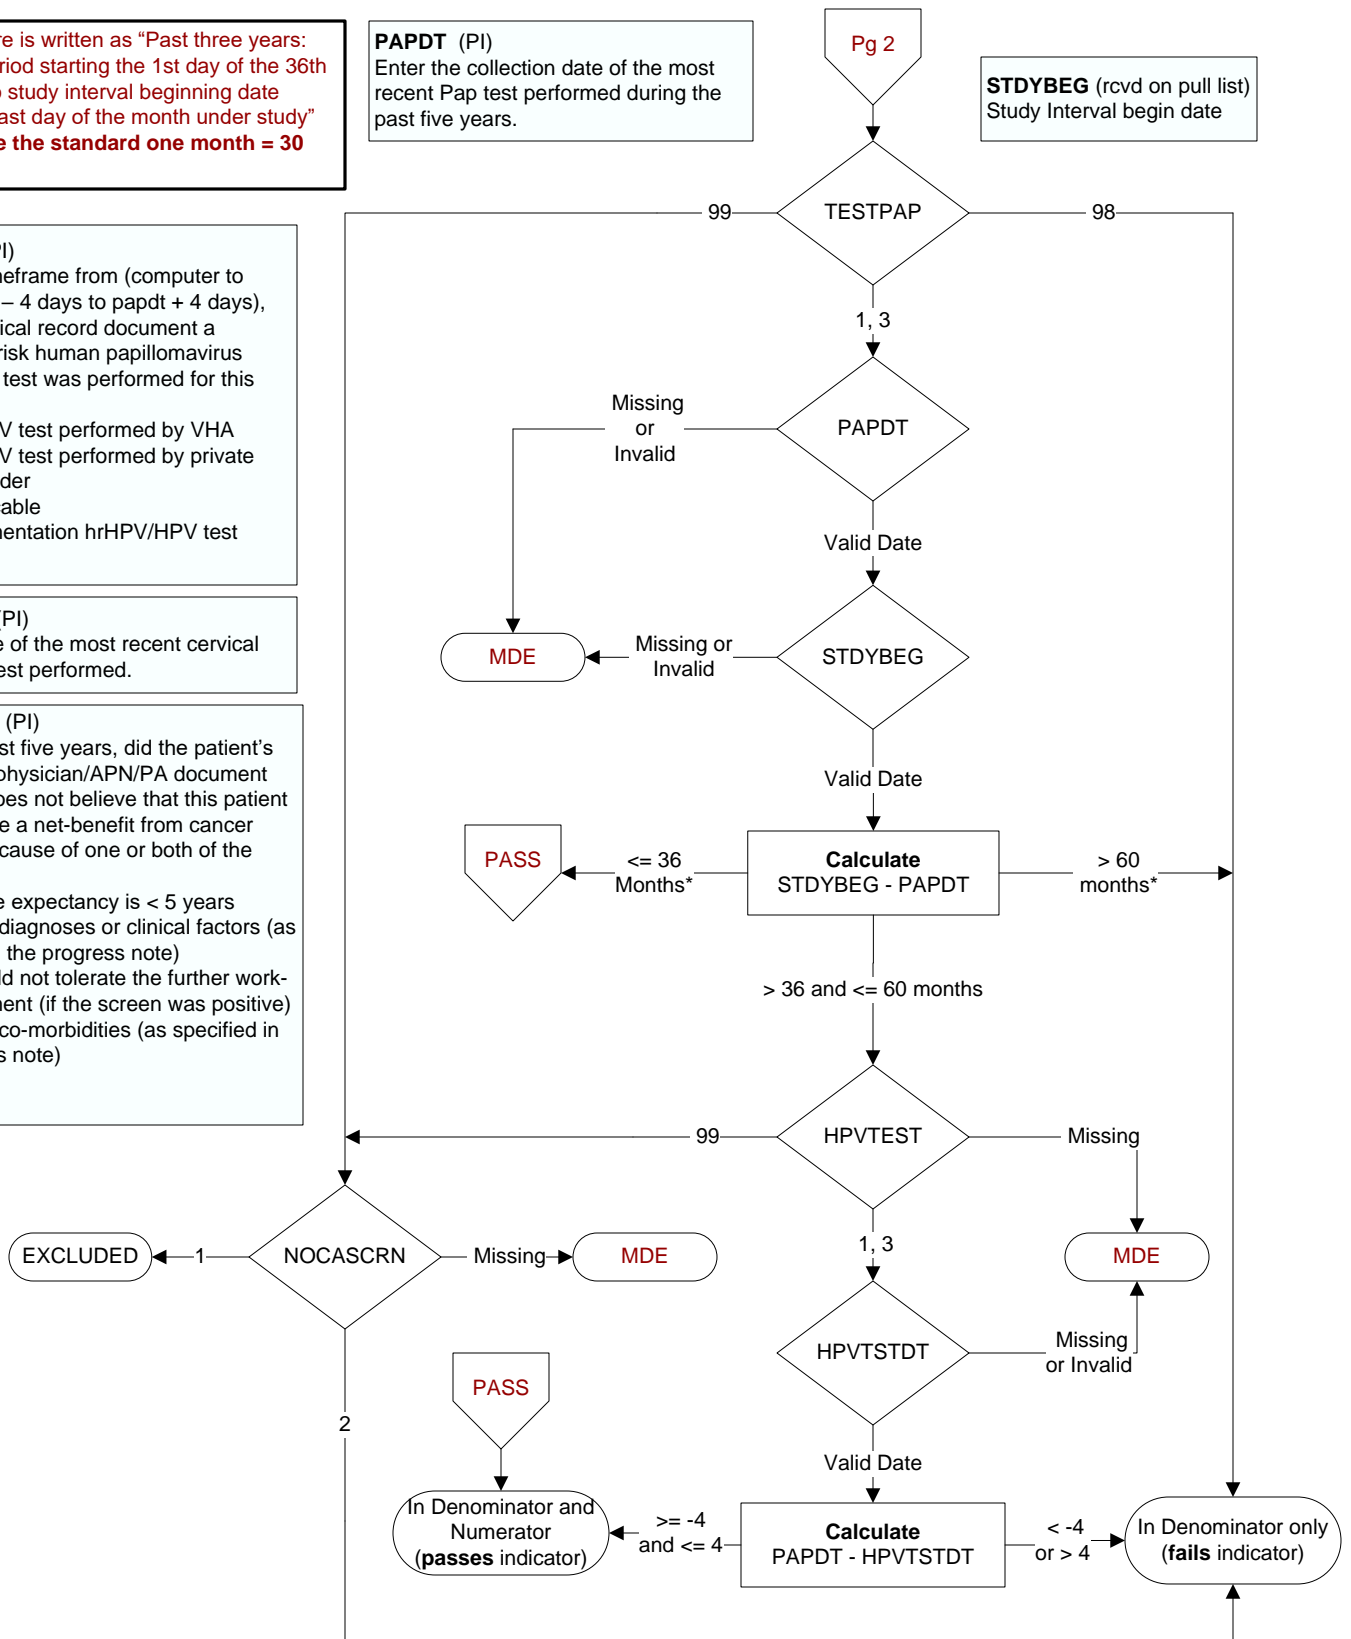 re is written as “Past three years:
riod starting the 1st day of the 36th
o study interval beginning date
ast day of the month under study”
e the standard one month = 30
PAPDT (PI)
Enter the collection date of the most
recent Pap test performed during the
past five years.
Pg 2
STDYBEG (rcvd on pull list)
Study Interval begin date
TESTPAP
99
98
1, 3
PI)
neframe from (computer to
– 4 days to papdt + 4 days),
lical record document a
risk human papillomavirus
test was performed for this
V test performed by VHA
V test performed by private
der
cable
nentation hrHPV/HPV test
PAPDT
Missing
or
Invalid
Valid Date
STDYBEG
Missing or
Invalid
MDE
Valid Date
(PI)
e of the most recent cervical
est performed.
(PI)
st five years, did the patient’s
physician/APN/PA document
oes not believe that this patient
e a net-benefit from cancer
cause of one or both of the
e expectancy is < 5 years
diagnoses or clinical factors (as
the progress note)
ld not tolerate the further work-
nent (if the screen was positive)
co-morbidities (as specified in
s note)
PASS
<= 36
Months*
Calculate
STDYBEG - PAPDT
> 60
months*
> 36 and <= 60 months
HPVTEST
99
Missing
1, 3
MDE
EXCLUDED
1
NOCASCRN
Missing
MDE
HPVTSTDT
Missing
or Invalid
PASS
2
Valid Date
In Denominator and
Numerator
(passes indicator)
>= -4
and <= 4
Calculate
PAPDT - HPVTSTDT
< -4
or > 4
In Denominator only
(fails indicator)